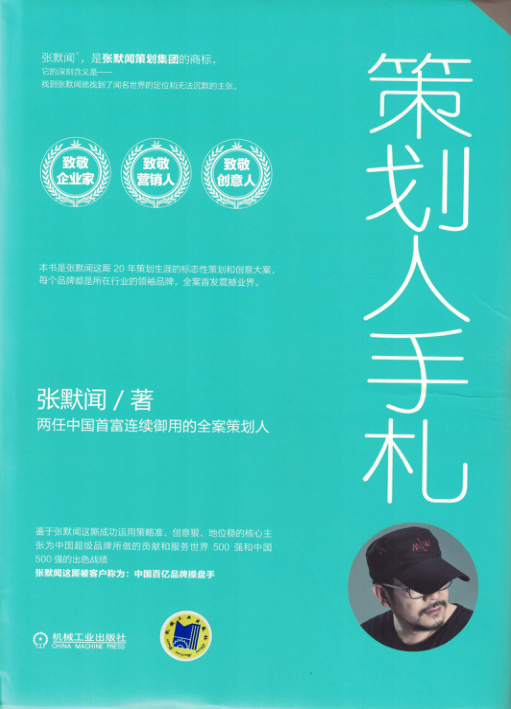 策划人手札
张默闻®，是张默闻策划集团的商标，
它的深刻含义是——
找到张默闻就找到了闻名世界的定位和无法沉默的主张。
致敬
企业家
致敬
营销人
致敬
创意人
本书是张默闻这厮 20 年策划生涯的标志性策划和创意大案，
每个品牌都是所在行业的领袖品牌，全案首发震撼业界。
张默闻 / 著
两任中国首富连续御用的全案策划人
鉴于张默闻这厮成功运用策略准、创意狠、地位稳的核心主
张为中国超级品牌所做的贡献和服务世界 500 强和中国
500 强的出色战绩
张默闻这厮被客户称为：中国百亿品牌操盘手
机械工业出版社
CHINA MACHINE PRESS